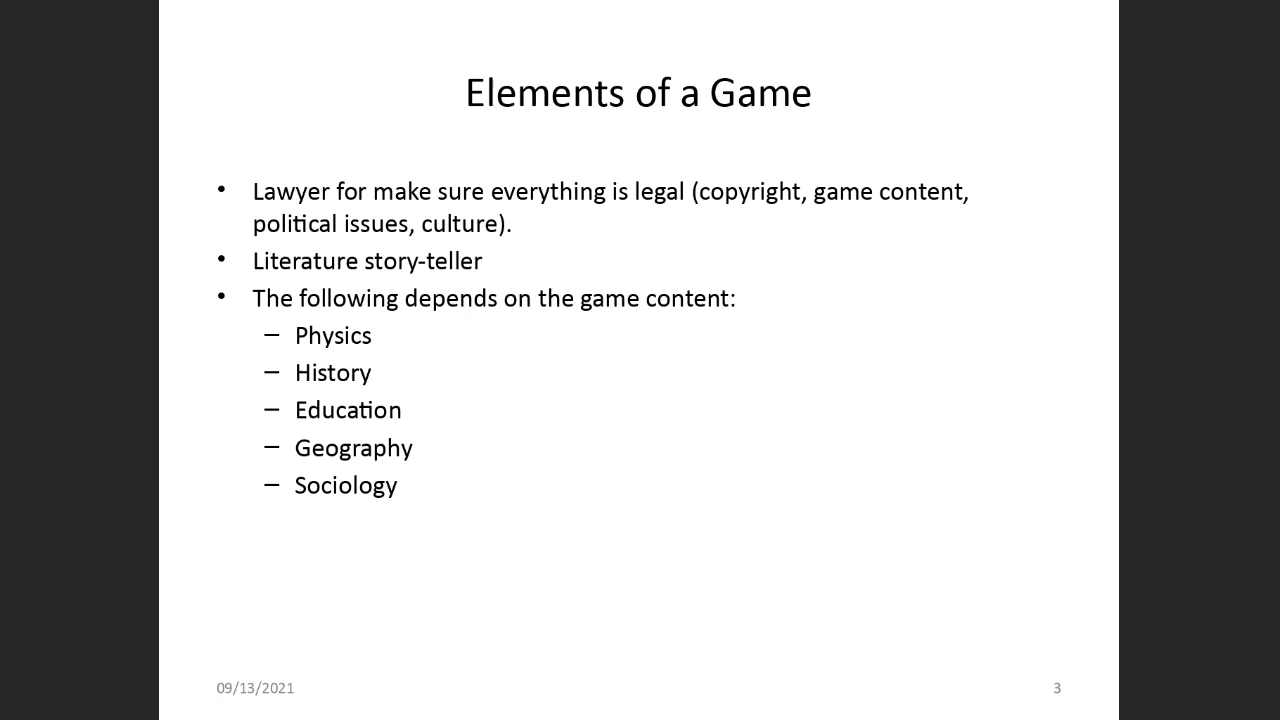 Elements of a Game
• Lawyer for make sure everything is legal (copyright, game content,
political issues, culture).
• Literature story-teller
• The following depends on the game content:
– Physics
– History
– Education
– Geography
– Sociology
09/13/2021
3